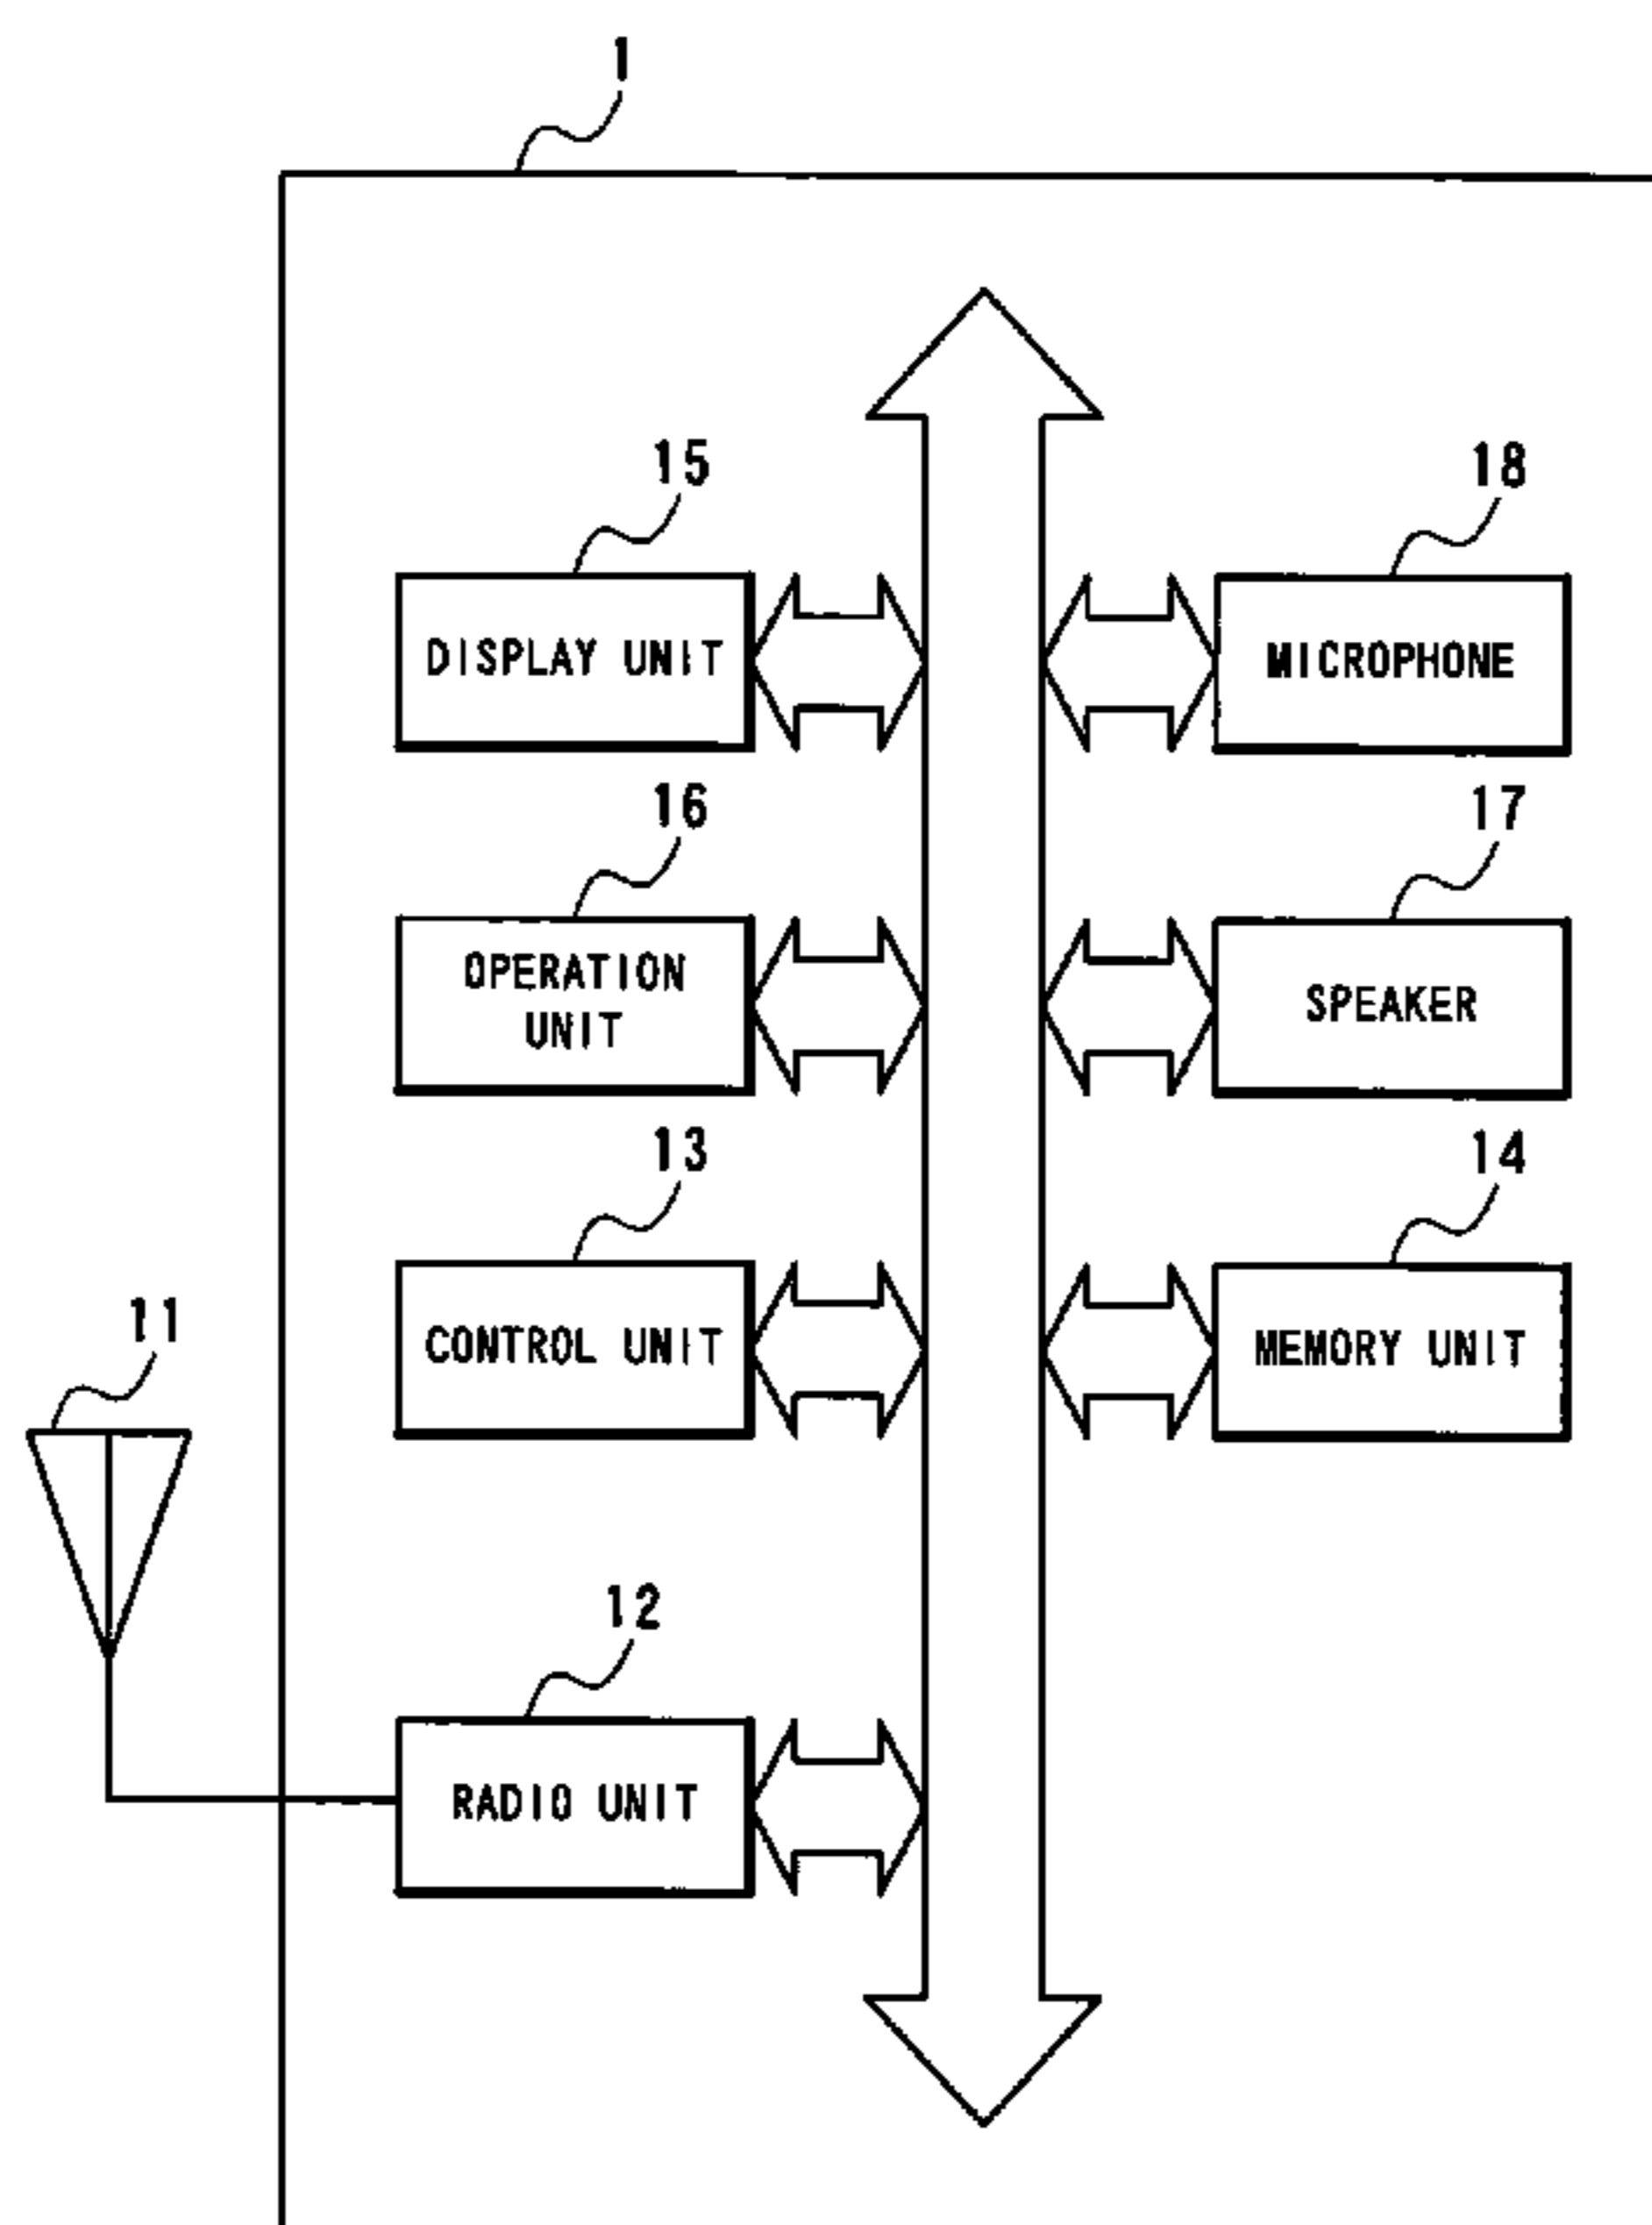 1
15
18
DISPLAY UNIT
MICROPHONE
16
17
OPERATION
UNIT
SPEAKER
13
14
CONTROL UNIT
MEMORY UNIT
11
12
RADIO UNIT